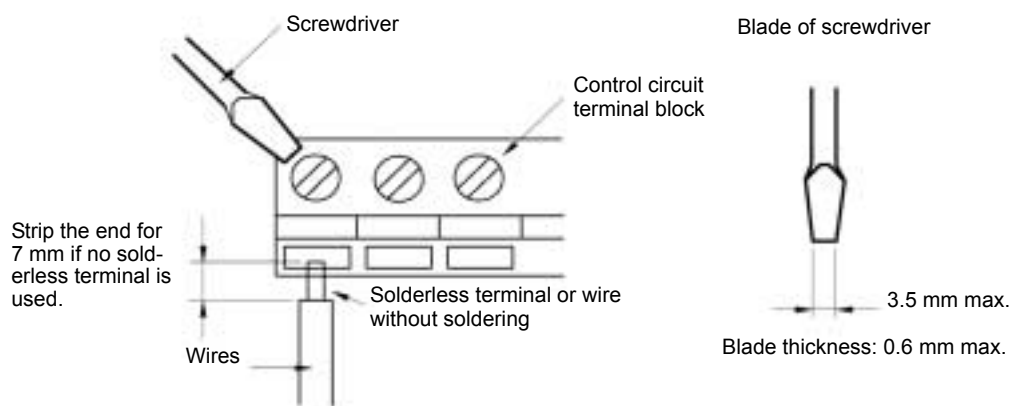 Screwdriver
Blade of screwdriver
Control circuit
terminal block
Strip the end for
7 mm if no sold-
erless terminal is
used.
Solderless terminal or wire
without soldering
Wires
3.5 mm max.
Blade thickness: 0.6 mm max.